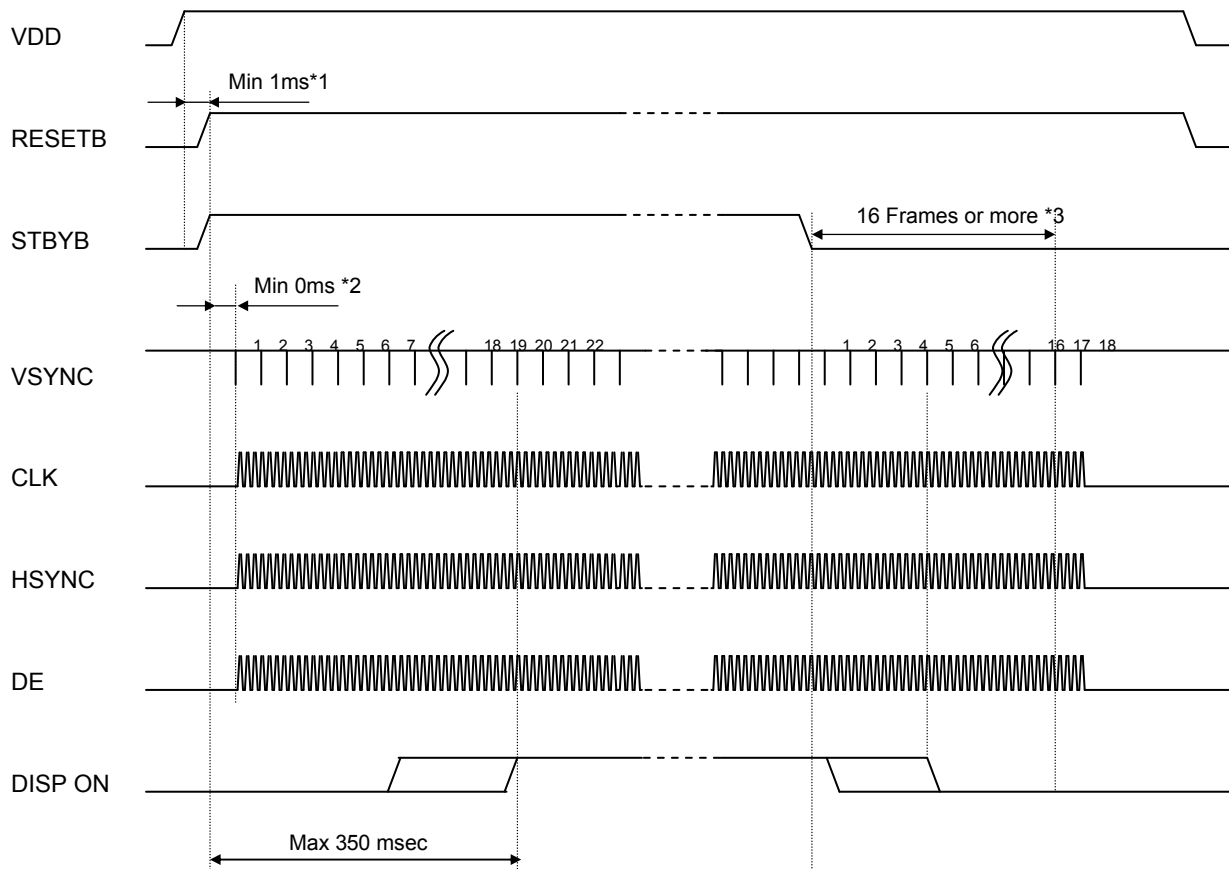 VDD
Min 1ms*1
RESETB
STBYB
16 Frames or more *3
Min 0ms *2
VSYNC
1 2 3 4 5 6 7 18 19 20 21 22 1 2 3 4 5 6 16 17 18
CLK
HSYNC
DE
DISP ON
Max 350 msec